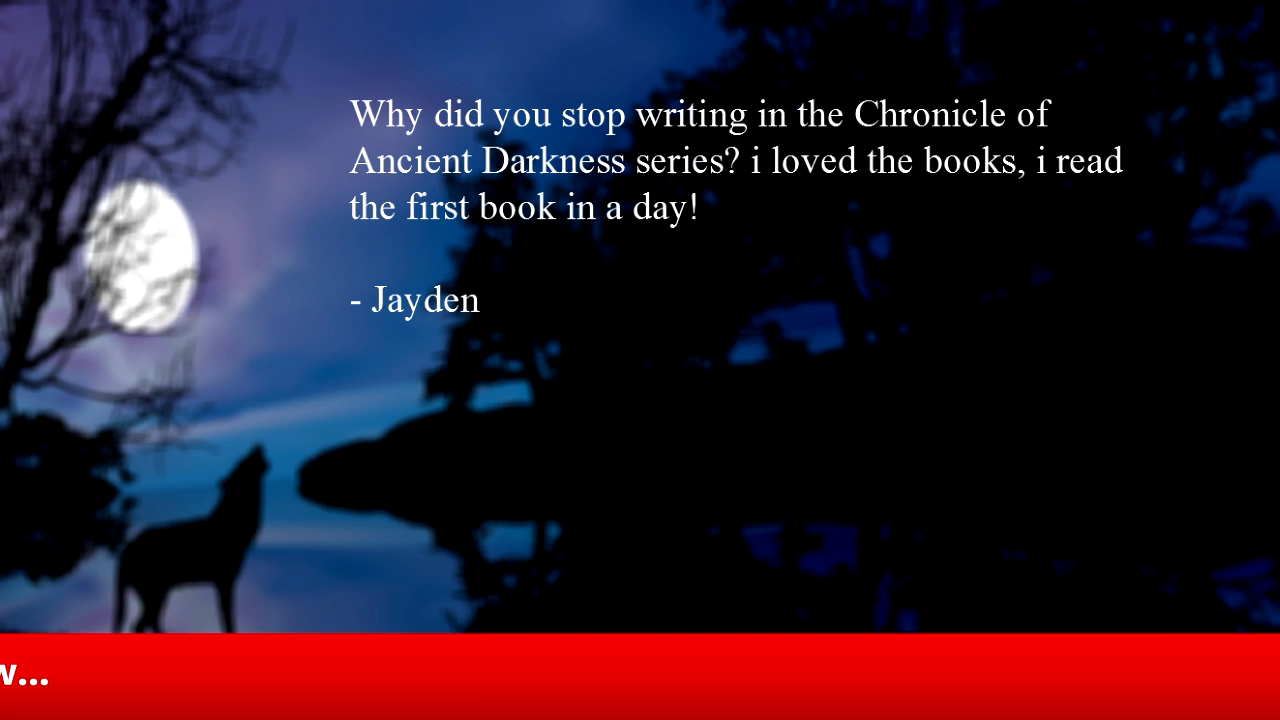 Why did you stop writing in the Chronicle of
Ancient Darkness series? i loved the books, i read
the first book in a day!
- Jayden
w...